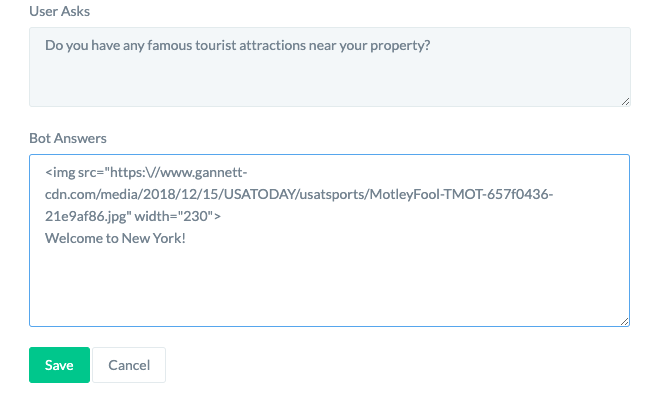 User Asks
Do you have any famous tourist attractions near your property?
Bot Answers
<img src="https:\//www.gannett-
cdn.com/media/2018/12/15/USATODAY/usatsports/MotleyFool-TMOT-657f0436-
21e9af86.jpg" width="230">
Welcome to New York!
Save
Cancel